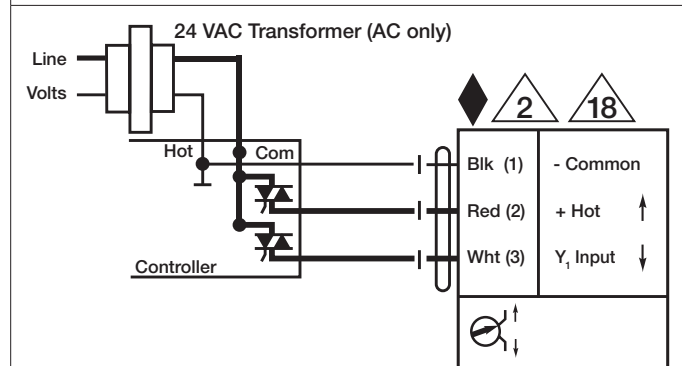 24 VAC Transformer (AC only)
Line
Volts
2
18
Hot
Com
Blk (1)
- Common
Red (2)
+ Hot
Wht (3)
Y₁ Input
Controller